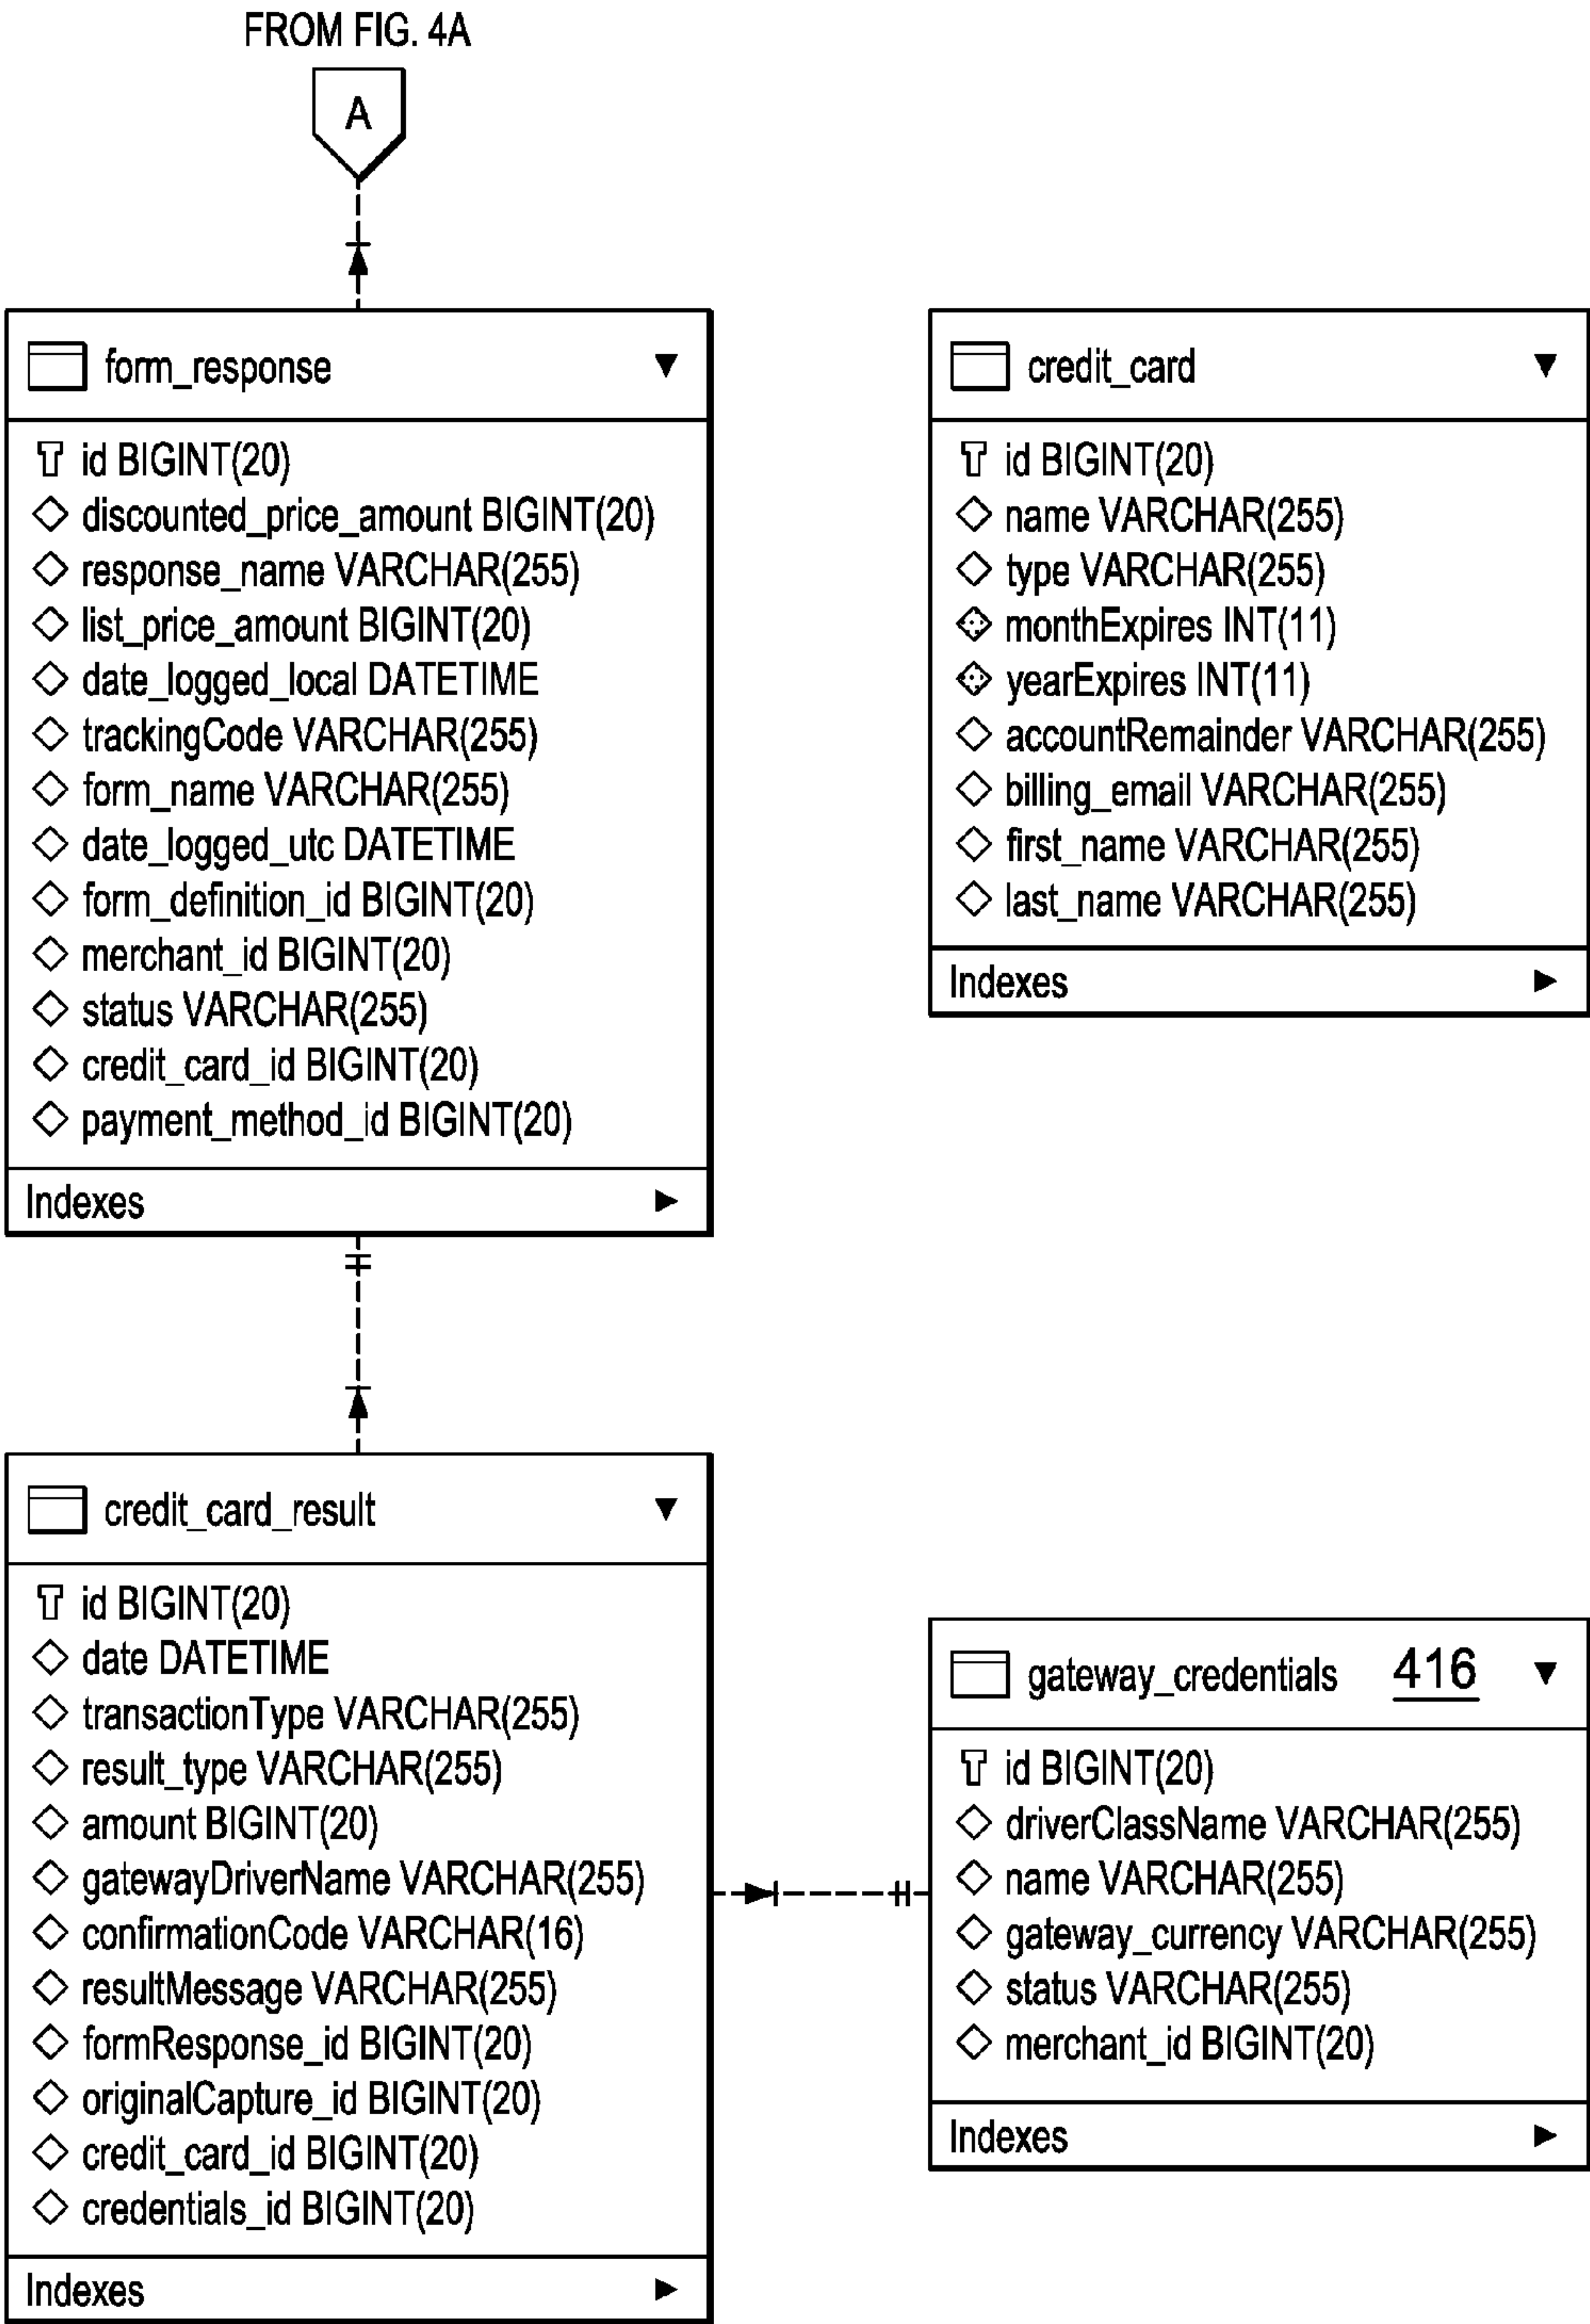 FROM FIG. 4A
A
form_response
id BIGINT(20)
discounted_price_amount BIGINT(20)
response_name VARCHAR(255)
list_price_amount BIGINT(20)
date_logged_local DATETIME
trackingCode VARCHAR(255)
form_name VARCHAR(255)
date_logged_utc DATETIME
form_definition_id BIGINT(20)
merchant_id BIGINT(20)
status VARCHAR(255)
credit_card_id BIGINT(20)
payment_method_id BIGINT(20)
Indexes
credit_card
id BIGINT(20)
name VARCHAR(255)
type VARCHAR(255)
monthExpires INT(11)
yearExpires INT(11)
accountRemainder VARCHAR(255)
billing_email VARCHAR(255)
first_name VARCHAR(255)
last_name VARCHAR(255)
Indexes
credit_card_result
id BIGINT(20)
date DATETIME
transactionType VARCHAR(255)
result_type VARCHAR(255)
amount BIGINT(20)
gatewayDriverName VARCHAR(255)
confirmationCode VARCHAR(16)
resultMessage VARCHAR(255)
formResponse_id BIGINT(20)
originalCapture_id BIGINT(20)
credit_card_id BIGINT(20)
credentials_id BIGINT(20)
Indexes
gateway_credentials 416
id BIGINT(20)
driverClassName VARCHAR(255)
name VARCHAR(255)
gateway_currency VARCHAR(255)
status VARCHAR(255)
merchant_id BIGINT(20)
Indexes